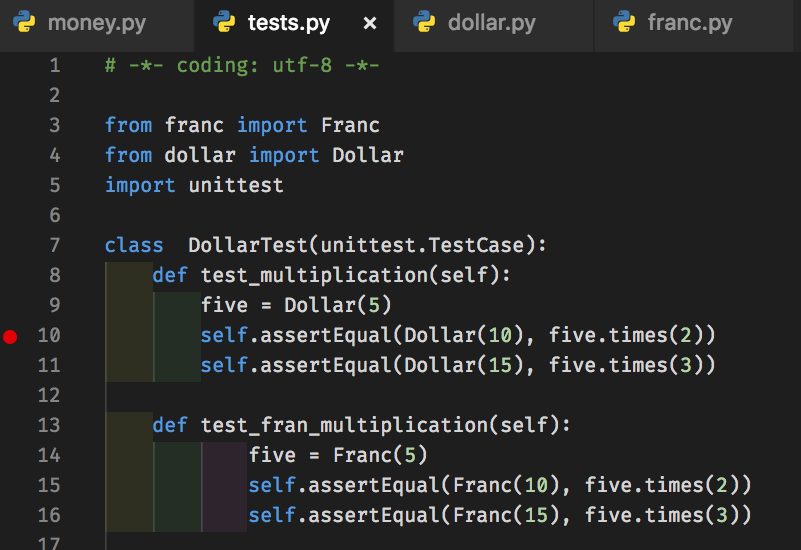 money.py tests.py × dollar.py franc.py
1 # -*- coding: utf-8 -*-
2
3 from franc import Franc
4 from dollar import Dollar
5 import unittest
6
7 class  DollarTest(unittest.TestCase):
8     def test_multiplication(self):
9         five = Dollar(5)
10         self.assertEqual(Dollar(10), five.times(2))
11         self.assertEqual(Dollar(15), five.times(3))
12
13     def test_fran_multiplication(self):
14             five = Franc(5)
15             self.assertEqual(Franc(10), five.times(2))
16             self.assertEqual(Franc(15), five.times(3))
17